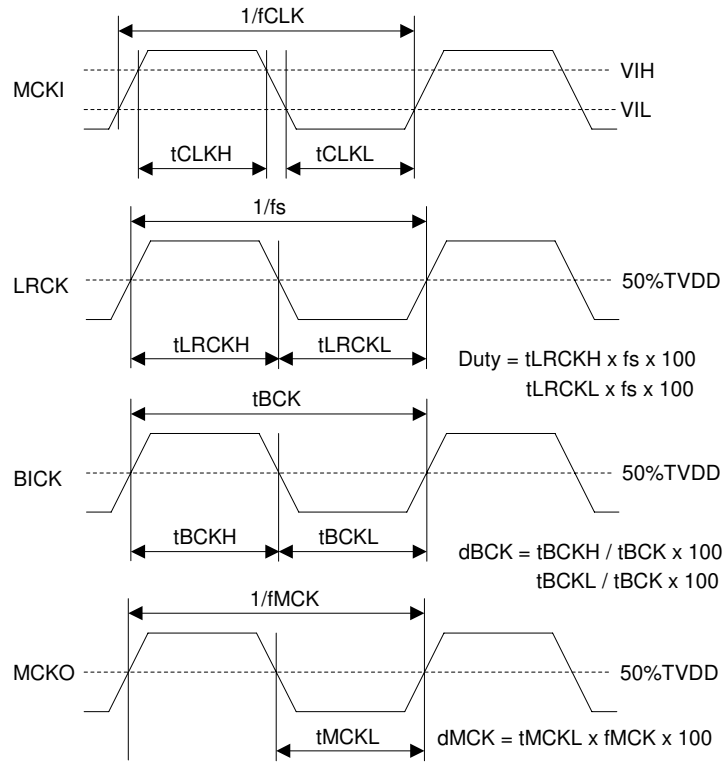 1/fCLK
VIH
MCKI
VIL
tCLKH
tCLKL
1/fs
LRCK
50%TVDD
tLRCKH
tLRCKL
Duty = tLRCKH x fs x 100
tLRCKL x fs x 100
tBCK
BICK
50%TVDD
tBCKH
tBCKL
dBCK = tBCKH / tBCK x 100
tBCKL / tBCK x 100
1/fMCK
MCKO
50%TVDD
tMCKL
dMCK = tMCKL x fMCK x 100